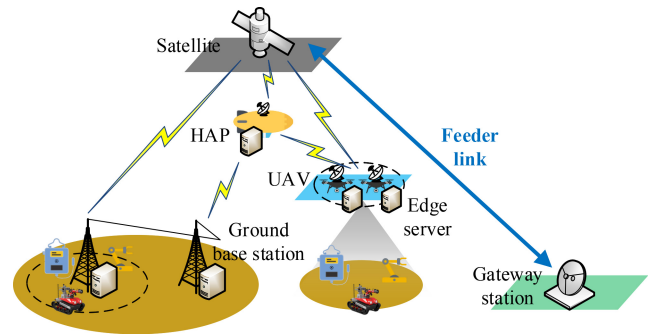 Satellite
HAP
Feeder
link
UAV
Edge
server
Ground
base station
Gateway
station